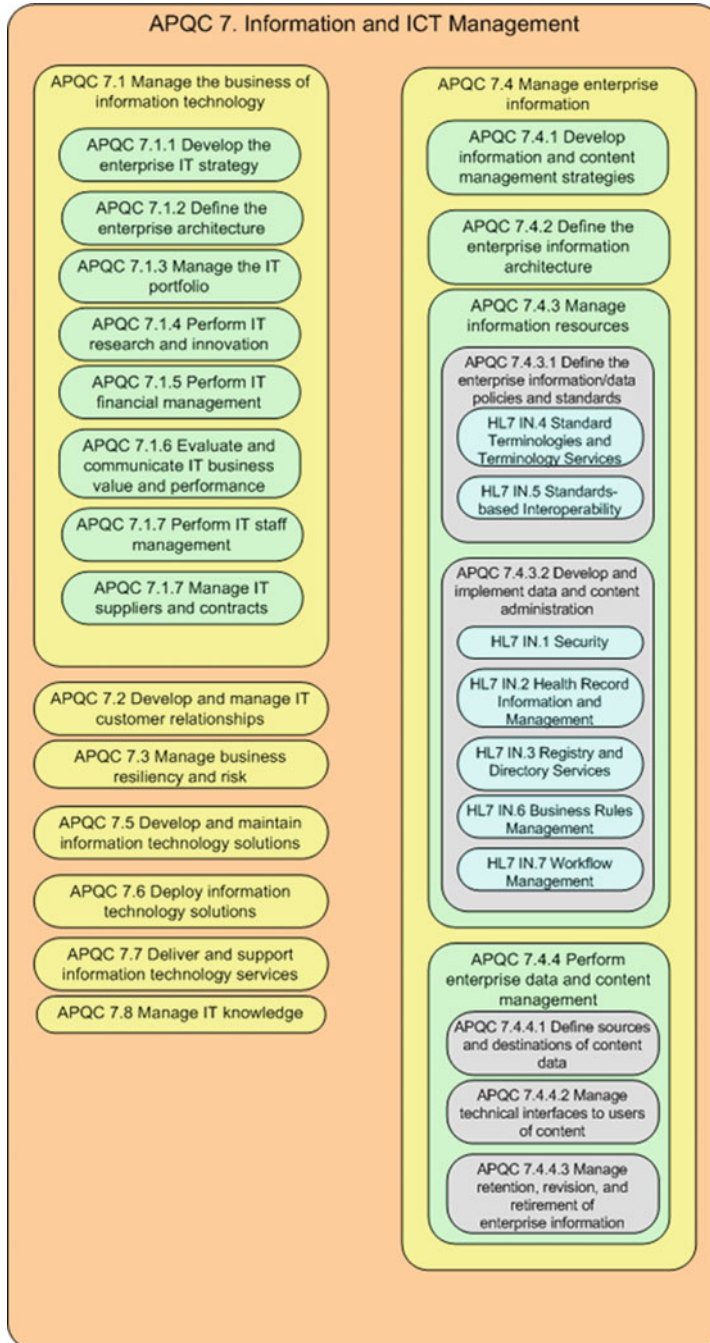 APQC 7. Information and ICT Management
APQC 7.1 Manage the business of
information technology
APQC 7.1.1 Develop the
enterprise IT strategy
APQC 7.1.2 Define the
enterprise architecture
APQC 7.1.3 Manage the IT
portfolio
APQC 7.1.4 Perform IT
research and innovation
APQC 7.1.5 Perform IT
financial management
APQC 7.1.6 Evaluate and
communicate IT business
value and performance
APQC 7.1.7 Perform IT staff
management
APQC 7.1.7 Manage IT
suppliers and contracts
APQC 7.2 Develop and manage IT
customer relationships
APQC 7.3 Manage business
resiliency and risk
APQC 7.5 Develop and maintain
information technology solutions
APQC 7.6 Deploy information
technology solutions
APQC 7.7 Deliver and support
information technology services
APQC 7.8 Manage IT knowledge
APQC 7.4 Manage enterprise
information
APQC 7.4.1 Develop
information and content
management strategies
APQC 7.4.2 Define the
enterprise information
architecture
APQC 7.4.3 Manage
information resources
APQC 7.4.3.1 Define the
enterprise information/data
policies and standards
HL7 IN.4 Standard
Terminologies and
Terminology Services
HL7 IN.5 Standards-
based Interoperability
APQC 7.4.3.2 Develop and
implement data and content
administration
HL7 IN.1 Security
HL7 IN.2 Health Record
Information and
Management
HL7 IN.3 Registry and
Directory Services
HL7 IN.6 Business Rules
Management
HL7 IN.7 Workflow
Management
APQC 7.4.4 Perform
enterprise data and content
management
APQC 7.4.4.1 Define sources
and destinations of content
data
APQC 7.4.4.2 Manage
technical interfaces to users
of content
APQC 7.4.4.3 Manage
retention, revision, and
retirement of
enterprise information